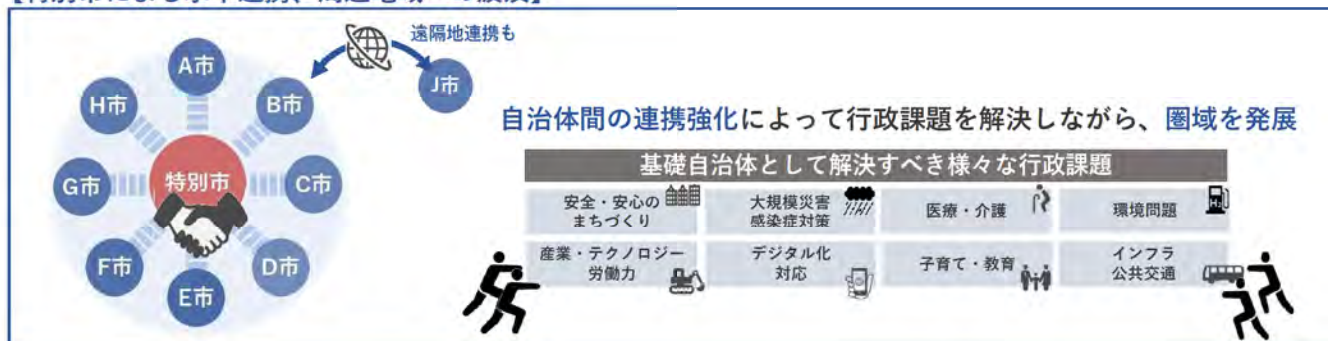 遠隔地連携も
A市
H市
B市
J市
G市
特別市
C市
F市
D市
E市
自治体間の連携強化によって行政課題を解決しながら、圏域を発展
基礎自治体として解決すべき様々な行政課題
安全・安心の
まちづくり
大規模災害
感染症対策
医療・介護
環境問題
H₂
産業・テクノロジー
労働力
デジタル化
対応
子育て・教育
インフラ
公共交通